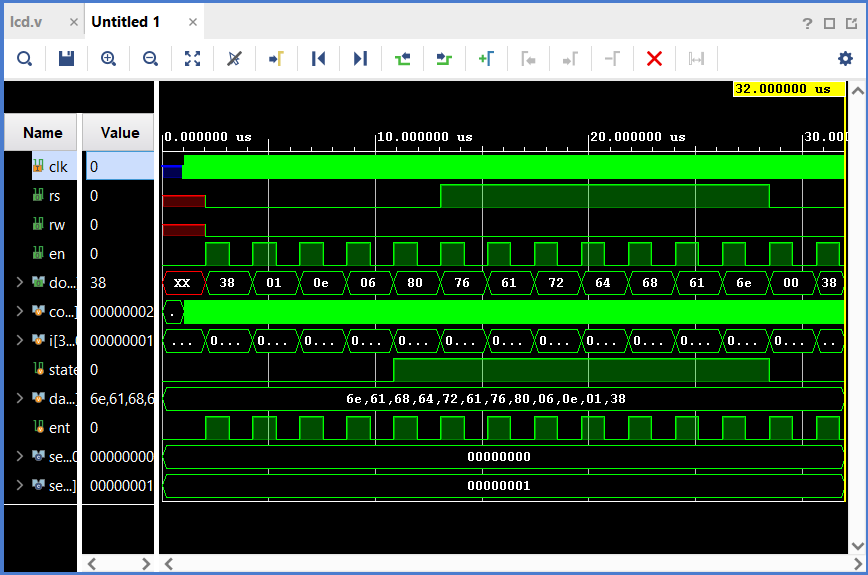 lcd.v × Untitled 1 ×
?
32.000000 us
Name Value 0.000000 us 10.000000 us 20.000000 us 30.00
clk 0
rs 0
rw 0
en 0
do... 38 XX 38 01 0e 06 80 76 61 72 64 68 61 6e 00 38
co...] 00000002 .
i[3...0 00000001 ... 0... 0... 0... 0... 0... 0... 0... 0... 0... 0... 0... 0... 0... ..
state 0
da...] 6e,61,68,6 6e,61,68,64,72,61,76,80,06,0e,01,38
ent 0
se...0 00000000 00000000
se...] 00000001 00000001